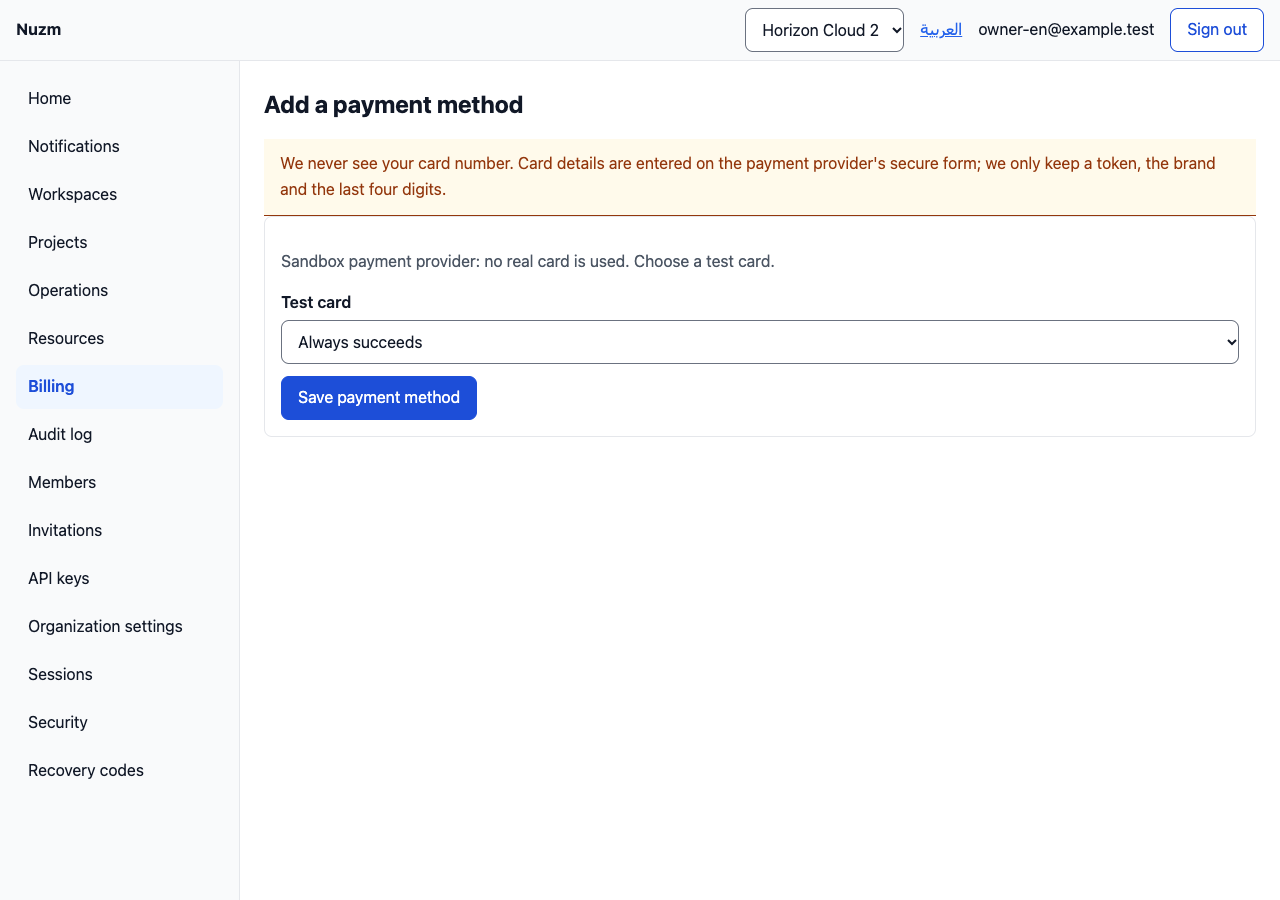 Nuzm
Horizon Cloud 2
العربية
owner-en@example.test
Sign out
Home
Notifications
Workspaces
Projects
Operations
Resources
Billing
Audit log
Members
Invitations
API keys
Organization settings
Sessions
Security
Recovery codes
Add a payment method
We never see your card number. Card details are entered on the payment provider's secure form; we only keep a token, the brand
and the last four digits.
Sandbox payment provider: no real card is used. Choose a test card.
Test card
Always succeeds
Save payment method